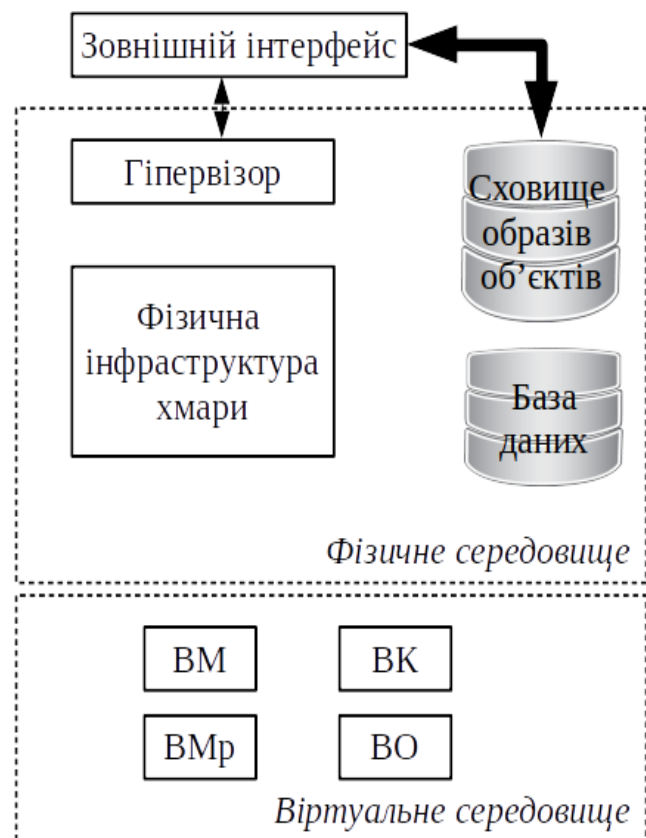 Зовнішній інтерфейс
Гіпервізор
Сховище
образів
об’єктів
Фізична
інфраструктура
хмари
База
даних
Фізичне середовище
ВМ
ВК
ВМр
ВО
Віртуальне середовище